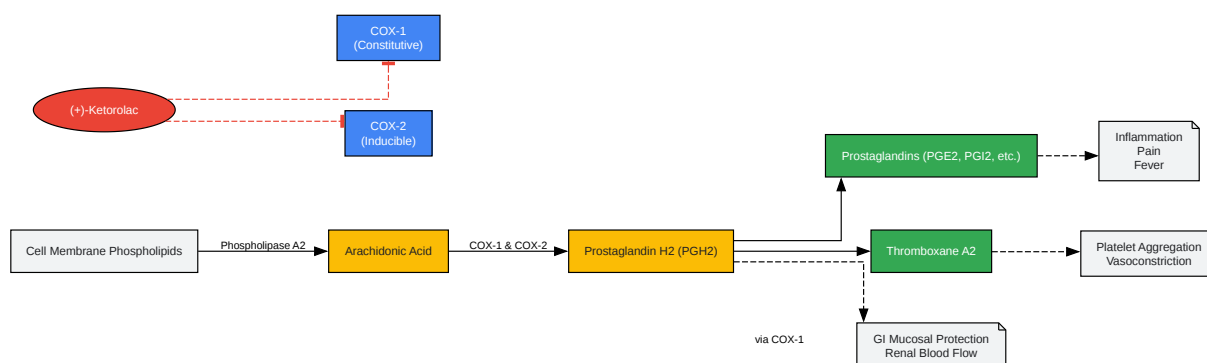 COX-1
(Constitutive)
(+)-Ketorolac
COX-2
(Inducible)
Prostaglandins (PGE2, PGI2, etc.)
Inflammation
Pain
Fever
Cell Membrane Phospholipids
Phospholipase A2
Arachidonic Acid
COX-1 & COX-2
Prostaglandin H2 (PGH2)
Thromboxane A2
Platelet Aggregation
Vasoconstriction
via COX-1
GI Mucosal Protection
Renal Blood Flow